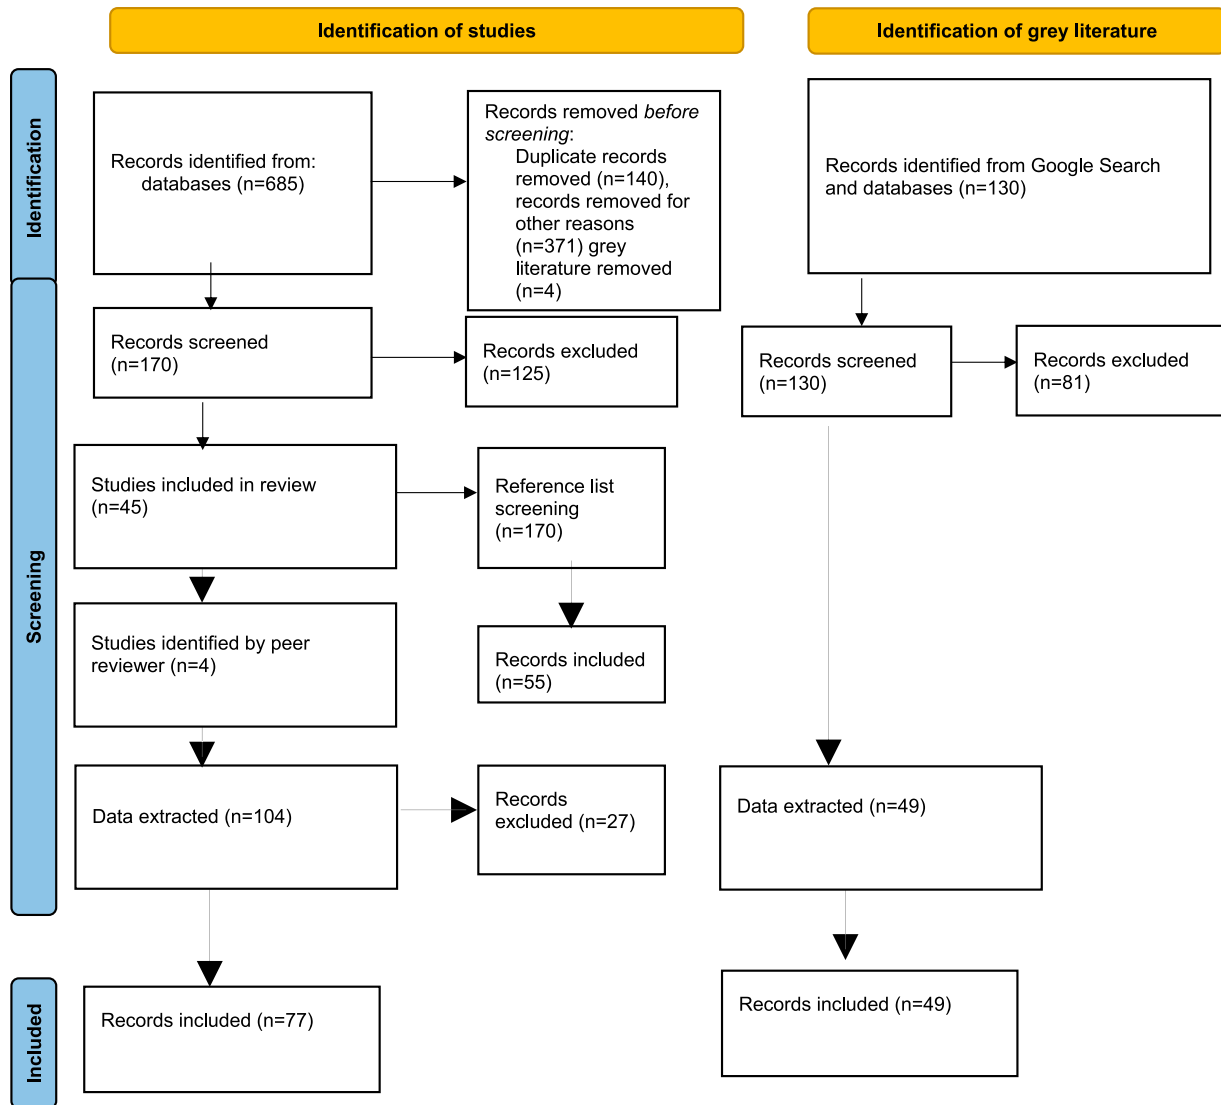 Identification of studies
Identification of grey literature
Identification
Records identified from:
databases (n=685)
Records removed before
screening:
Duplicate records
removed (n=140),
records removed for
other reasons
(n=371) grey
literature removed
(n=4)
Records identified from Google Search
and databases (n=130)
Screening
Records screened
(n=170)
Records excluded
(n=125)
Records screened
(n=130)
Records excluded
(n=81)
Studies included in review
(n=45)
Reference list
screening
(n=170)
Studies identified by peer
reviewer (n=4)
Records included
(n=55)
Data extracted (n=104)
Records
excluded (n=27)
Data extracted (n=49)
Included
Records included (n=77)
Records included (n=49)